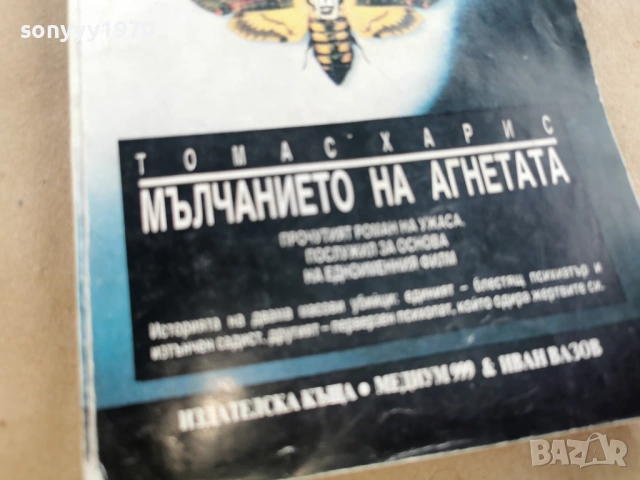 sonyyy1970
ТОМАС ХАРИС
МЪЛЧАНИЕТО НА АГНЕТАТА
ПРОЧУТИЯТ РОМАН НА УЖАСА,
ПОСЛУЖИЛ ЗА ОСНОВА
НА ЕДНОИМЕННИЯ ФИЛМ
Историята на двама масови убийци: единият – блестящ психиатър и
изтънчен садист, другият – перверзен психопат, който одира жертвите си.
ИЗДАТЕЛСКА КЪЩА • МЕДИУМ 999 & ИВАН ВАЗОВ
BAZAR